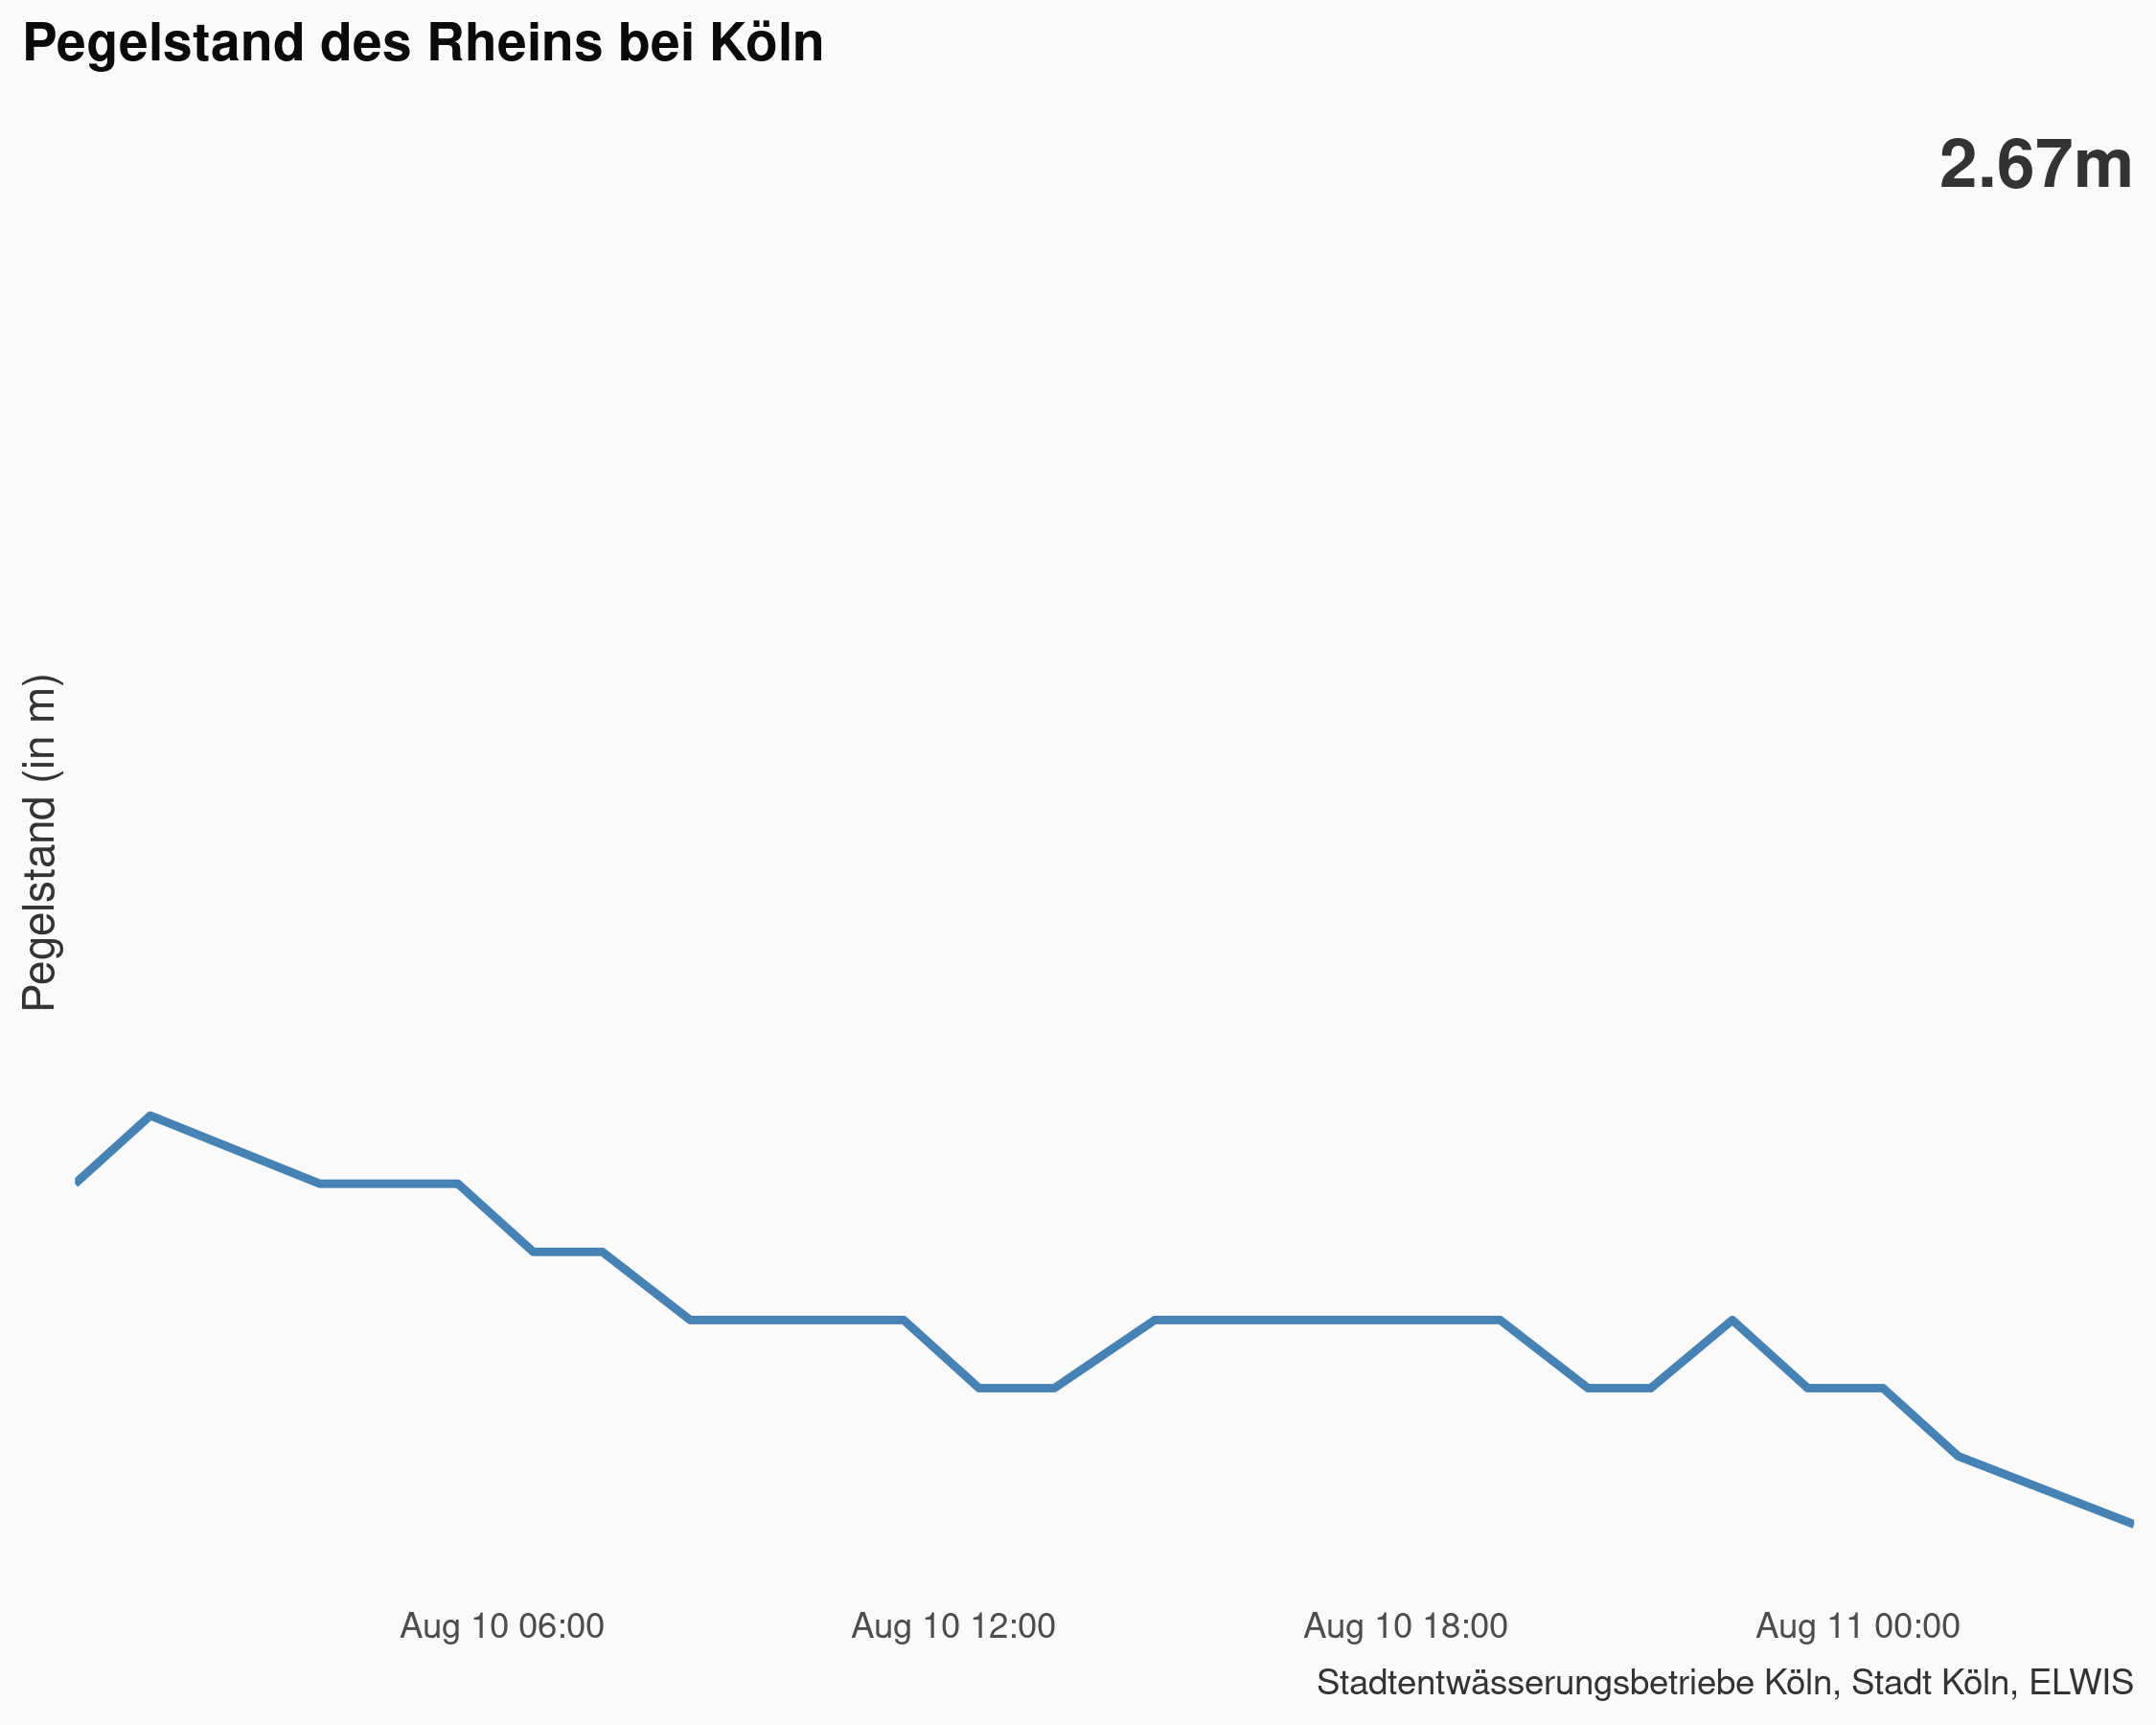 Pegelstand des Rheins bei Köln
2.67m
Pegelstand (in m)
Aug 10 06:00
Aug 10 12:00
Aug 10 18:00
Aug 11 00:00
Stadtentwässerungsbetriebe Köln, Stadt Köln, ELWIS